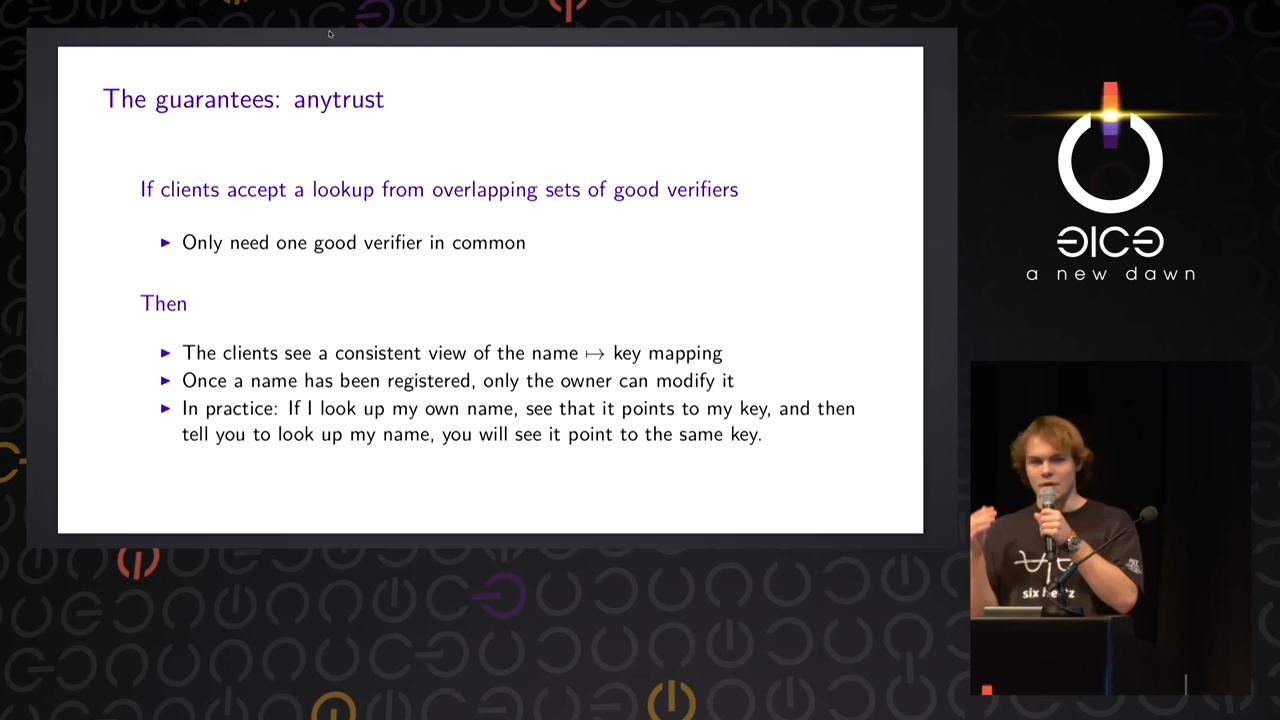 The guarantees: anytrust
If clients accept a lookup from overlapping sets of good verifiers
▶ Only need one good verifier in common
Then
▶ The clients see a consistent view of the name ↦ key mapping
▶ Once a name has been registered, only the owner can modify it
▶ In practice: If I look up my own name, see that it points to my key, and then
tell you to look up my name, you will see it point to the same key.
a new dawn